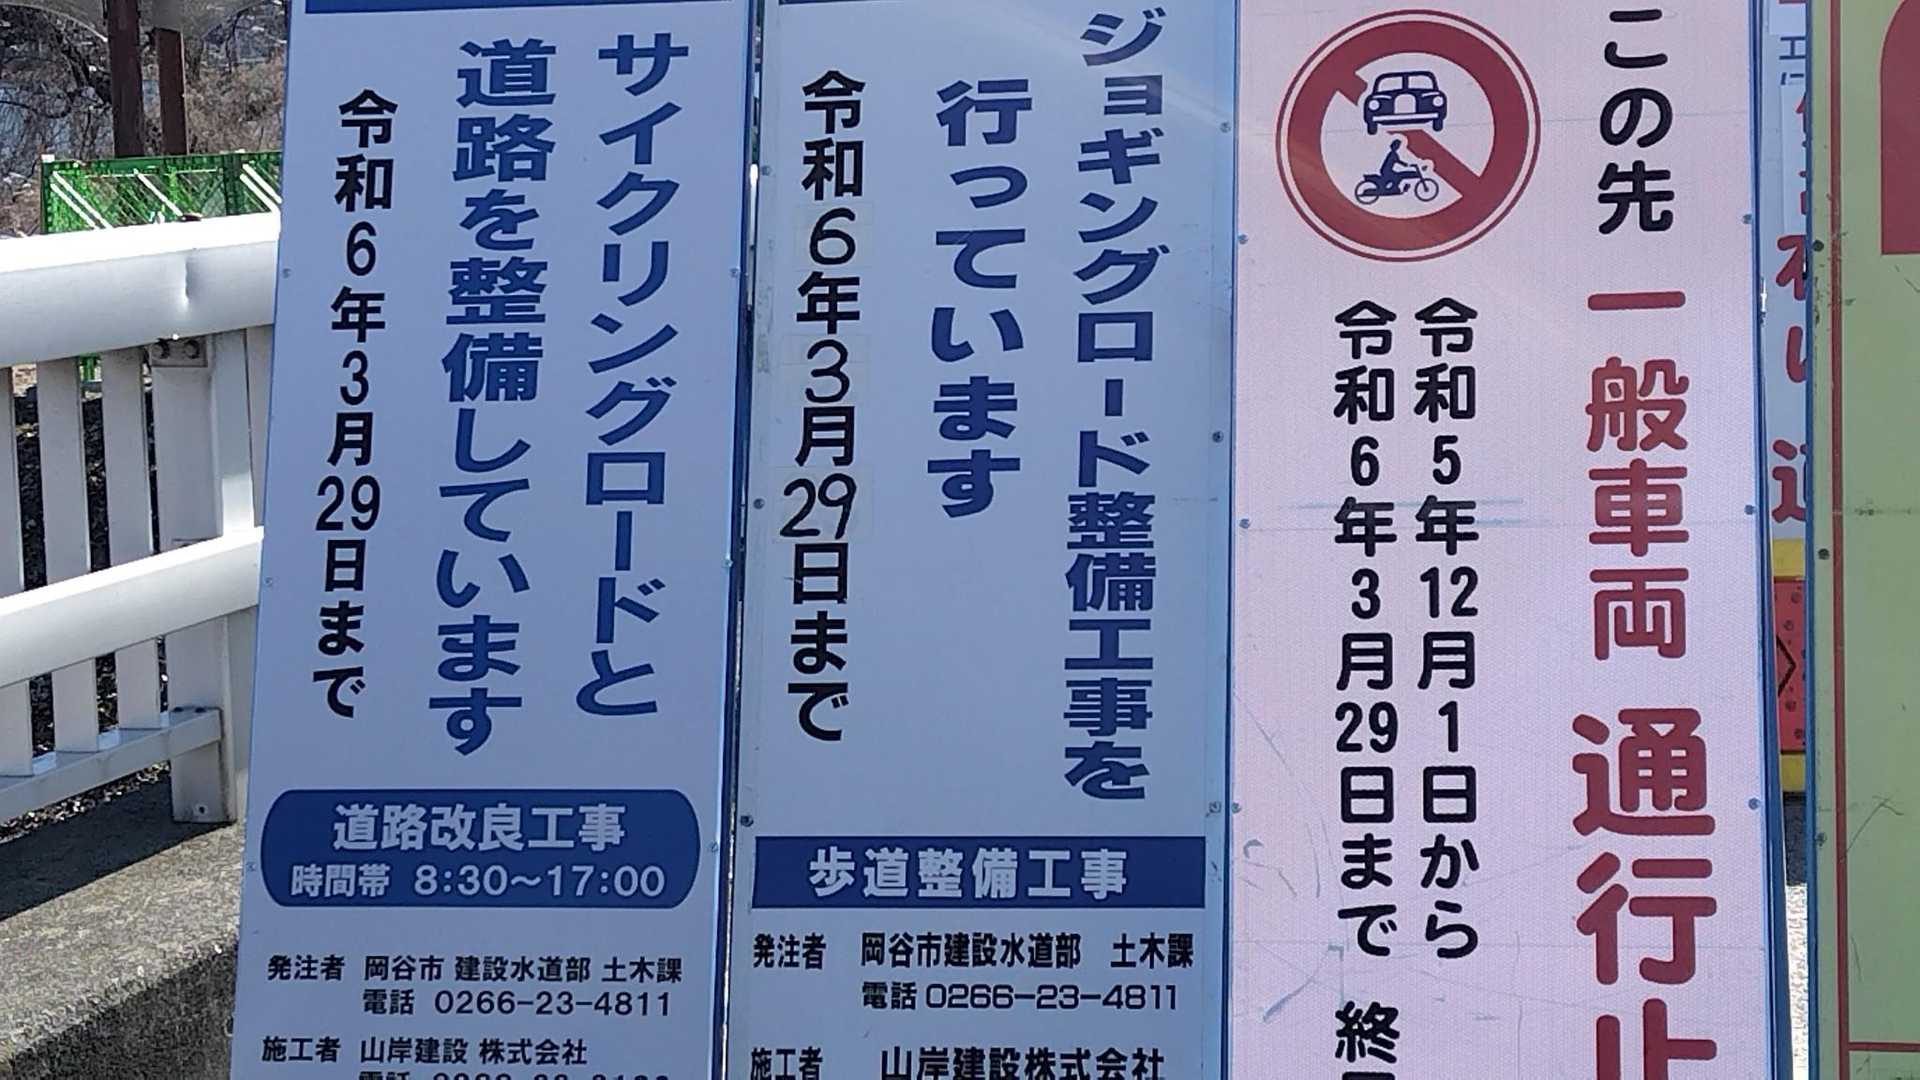 サイクリングロードと
道路を整備しています
令和6年3月29日まで
道路改良工事
時間帯 8:30～17:00
発注者 岡谷市 建設水道部 土木課
電話 0266-23-4811
施工者 山岸建設 株式会社
ジョギングロード整備工事を
行っています
令和6年3月29日まで
歩道整備工事
発注者 岡谷市建設水道部 土木課
電話 0266-23-4811
施工者 山岸建設株式会社
この先 一般車両 通行止
令和5年12月1日から
令和6年3月29日まで 終